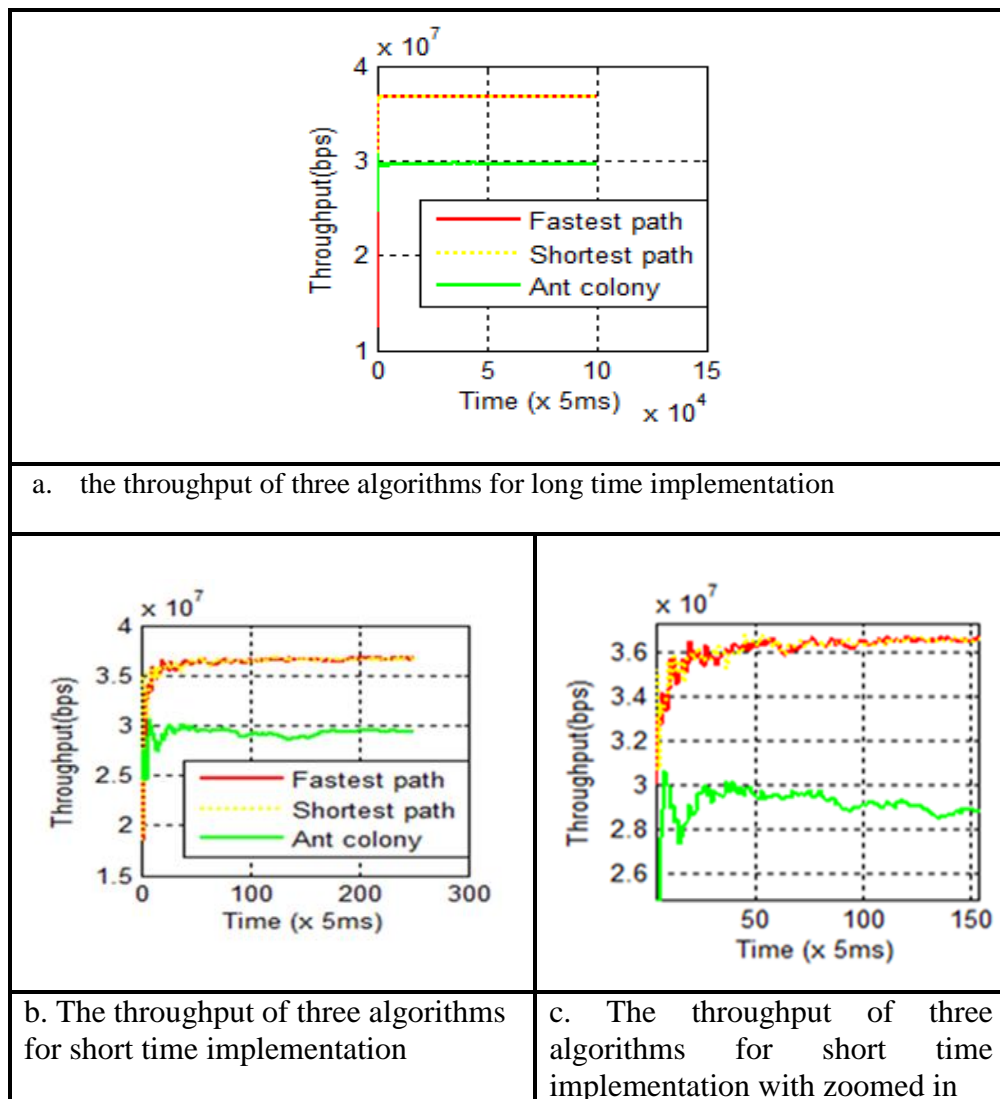 x 10^7
4
3
2
1
Throughput(bps)
Fastest path
Shortest path
Ant colony
0 5 10 15
Time (x 5ms) x 10^4
a. the throughput of three algorithms for long time implementation
x 10^7
4
3.5
3
2.5
2
1.5
Throughput(bps)
Fastest path
Shortest path
Ant colony
0 100 200 300
Time (x 5ms)
x 10^7
3.6
3.4
3.2
3
2.8
2.6
Throughput(bps)
50 100 150
Time (x 5ms)
b. The throughput of three algorithms
for short time implementation
c. The throughput of three
algorithms for short time
implementation with zoomed in